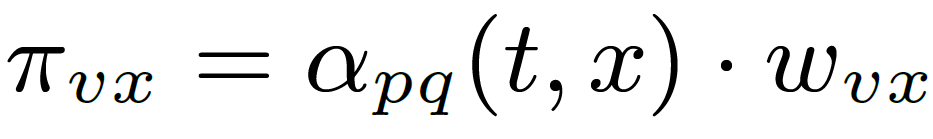 π_{vx} = α_{pq}(t, x) · w_{vx}